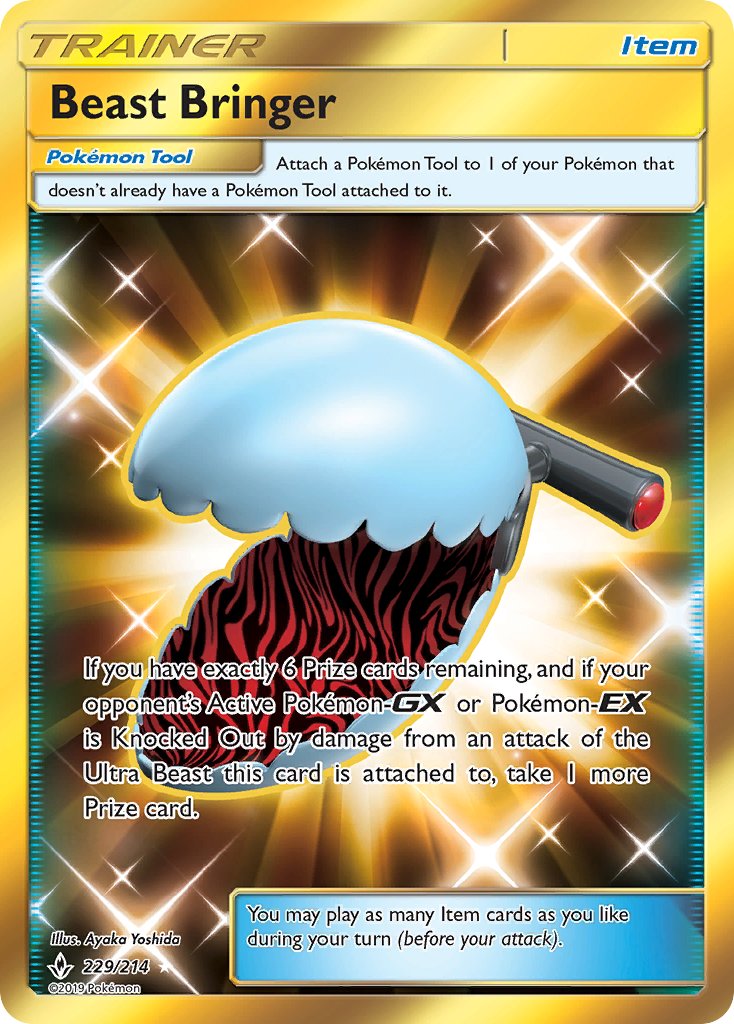 TRAINER
Item
Beast Bringer
Pokémon Tool
Attach a Pokémon Tool to 1 of your Pokémon that
doesn't already have a Pokémon Tool attached to it.
If you have exactly 6 Prize cards remaining, and if your
opponent's Active Pokémon-GX or Pokémon-EX
is Knocked Out by damage from an attack of the
Ultra Beast this card is attached to, take 1 more
Prize card.
You may play as many Item cards as you like
during your turn (before your attack).
Illus. Ayaka Yoshida
229/214 ★
©2019 Pokémon